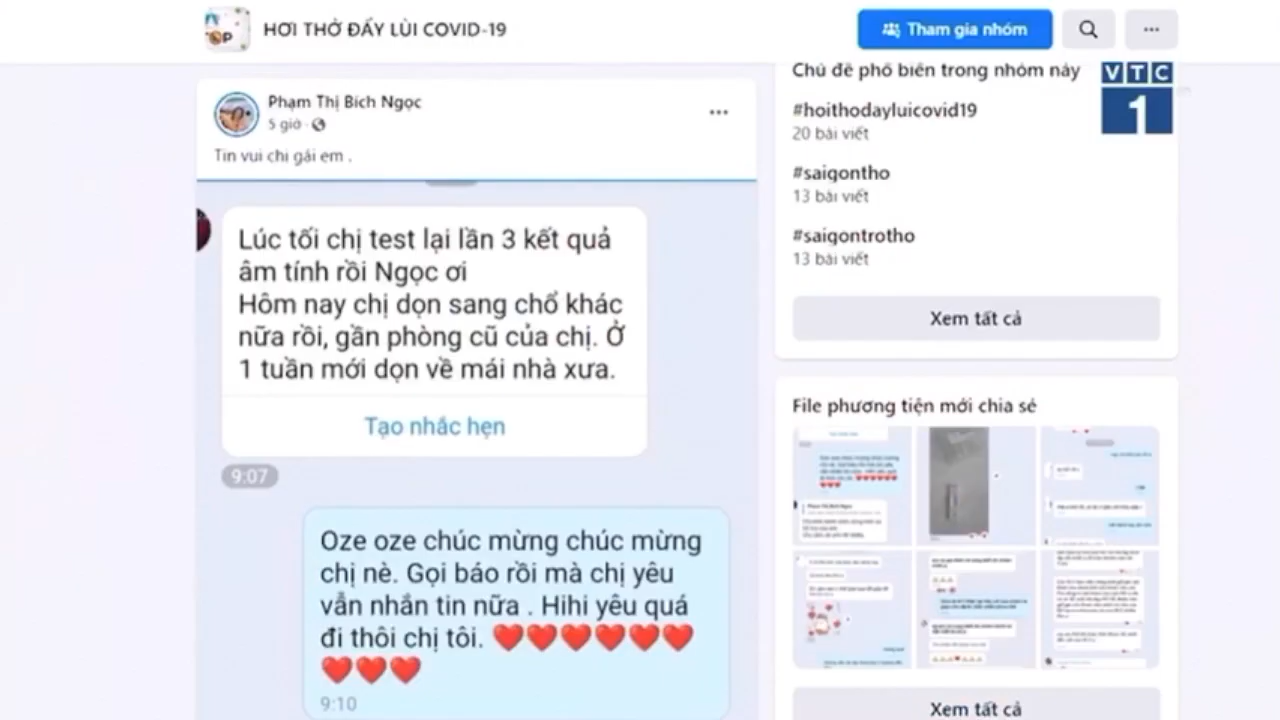 HƠI THỞ ĐẨY LÙI COVID-19
Tham gia nhóm
Phạm Thị Bích Ngọc
5 giờ ·
Tin vui chị gái em .
Lúc tối chị test lại lần 3 kết quả
âm tính rồi Ngọc ơi
Hôm nay chị dọn sang chổ khác
nữa rồi, gần phòng cũ của chị. Ở
1 tuần mới dọn về mái nhà xưa.
Tạo nhắc hẹn
9:07
Oze oze chúc mừng chúc mừng
chị nè. Gọi báo rồi mà chị yêu
vẫn nhắn tin nữa . Hihi yêu quá
đi thôi chị tôi. ❤️❤️❤️❤️❤️❤️
❤️❤️❤️
9:10
Chủ đề phổ biến trong nhóm này
VTC
1
#hoithodayluicovid19
20 bài viết
#saigontho
13 bài viết
#saigontrotho
13 bài viết
Xem tất cả
File phương tiện mới chia sẻ
Xem tất cả